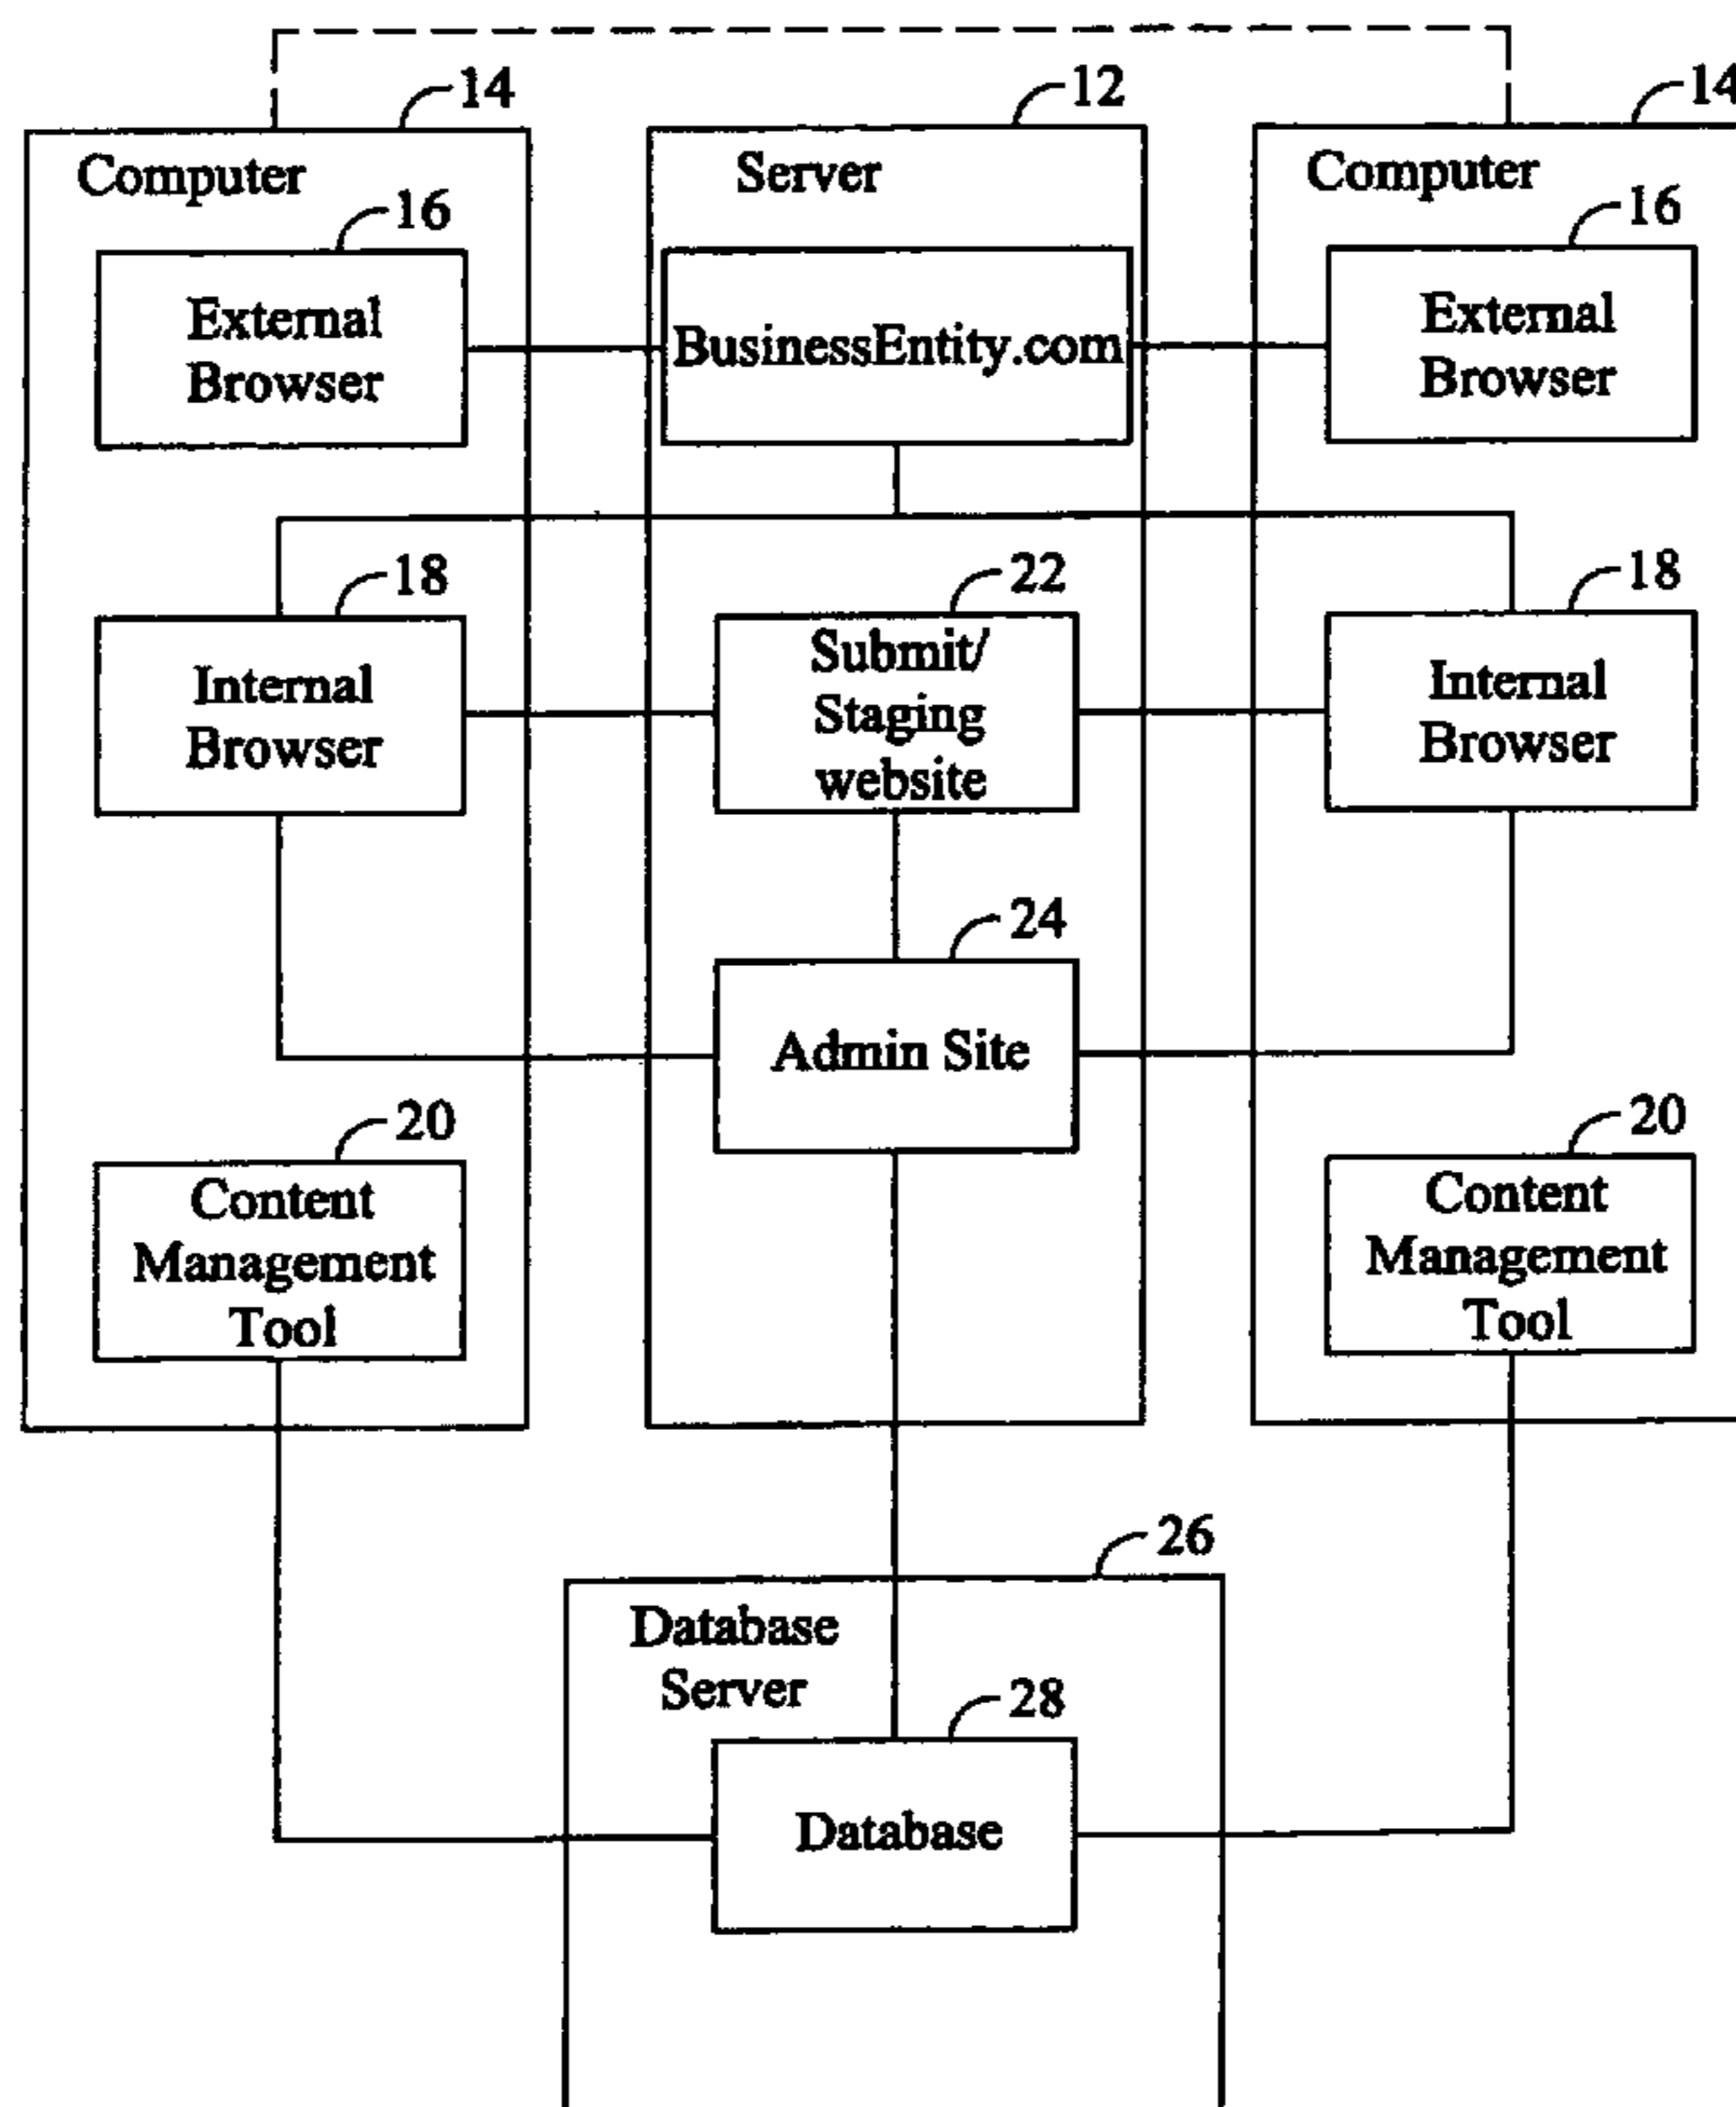 14
12
14
Computer
Server
Computer
16
16
External
Browser
BusinessEntity.com
External
Browser
18
22
18
Internal
Browser
Submit/
Staging
website
Internal
Browser
24
Admin Site
20
20
Content
Management
Tool
Content
Management
Tool
26
Database
Server
28
Database